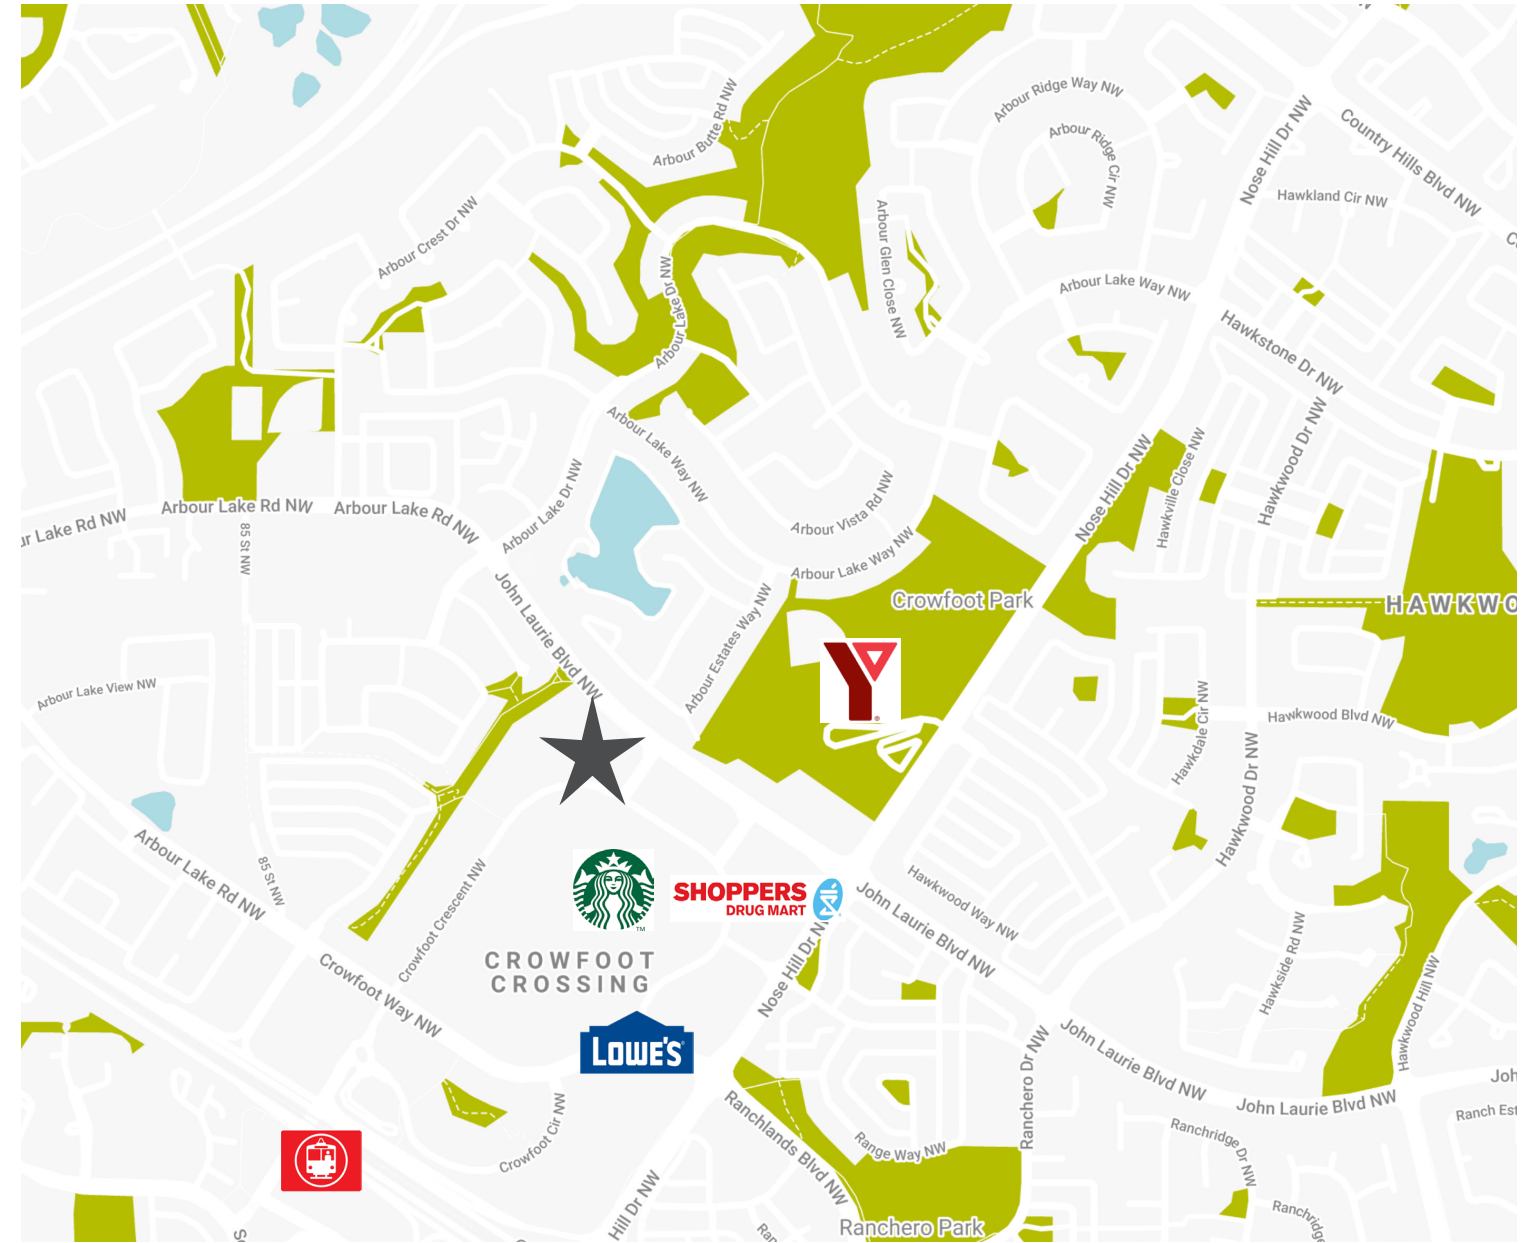 Arbour Butte Rd NW
Arbour Ridge Way NW
Arbour Ridge Cir NW
Nose Hill Dr NW
Country Hills Blvd NW
Hawkland Cir NW
Arbour Crest Dr NW
Arbour Glen Close NW
Arbour Lake Dr NW
Arbour Lake Way NW
Hawkstone Dr NW
Arbour Lake Way NW
Hawkwood Dr NW
Nose Hill Dr NW
Hawkville Close NW
Arbour Lake Dr NW
Arbour Vista Rd NW
ur Lake Rd NW
Arbour Lake Rd NW
Arbour Lake Rd NW
85 St NW
Arbour Lake Way NW
Crowfoot Park
HAWKWO
John Laurie Blvd NW
Arbour Estates Way NW
Arbour Lake View NW
Y
®
Hawkdale Cir NW
Hawkwood Blvd NW
Hawkwood Dr NW
Arbour Lake Rd NW
85 St NW
Crowfoot Crescent NW
TM
SHOPPERS
DRUG MART
Hawkwood Way NW
John Laurie Blvd NW
Nose Hill Dr NW
Hawkside Rd NW
Hawkwood Hill NW
CROWFOOT
CROSSING
Crowfoot Way NW
LOWE'S
John Laurie Blvd NW
John Laurie Blvd NW
Joh
Ranch Est
Ranchero Dr NW
Crowfoot Cir NW
Ranchlands Blvd NW
Range Way NW
Ranchridge Dr NW
Hill Dr NW
Ranchero Park
Ranchridge
Ran